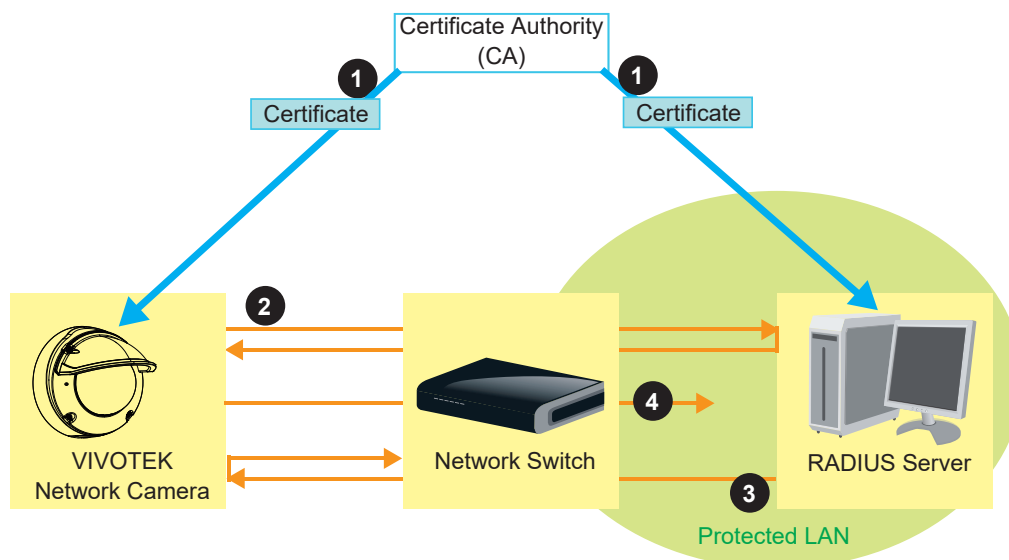 Certificate Authority
(CA)
1
1
Certificate
Certificate
2
4
VIVOTEK
Network Camera
Network Switch
RADIUS Server
3
Protected LAN